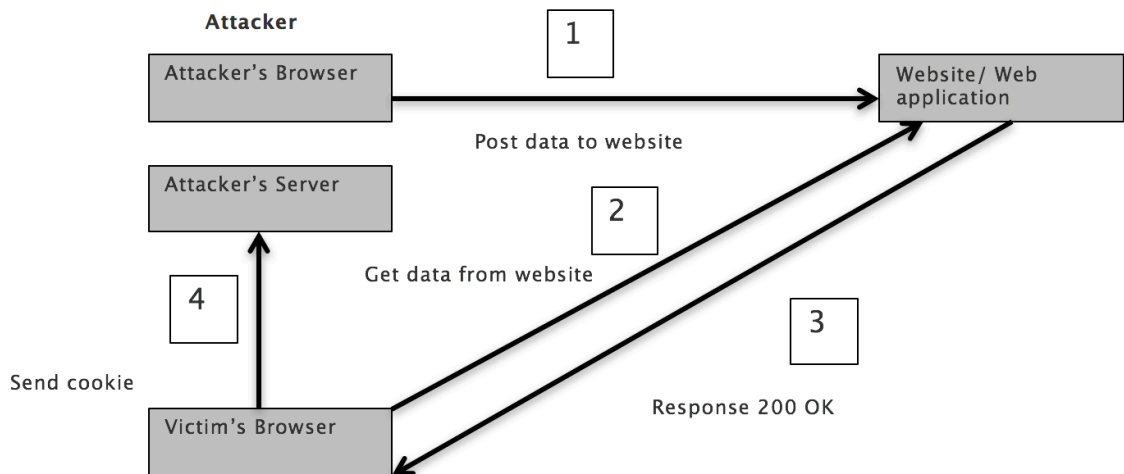 Attacker
1
Attacker's Browser
Website/ Web
application
Post data to website
Attacker's Server
2
Get data from website
4
3
Send cookie
Response 200 OK
Victim's Browser